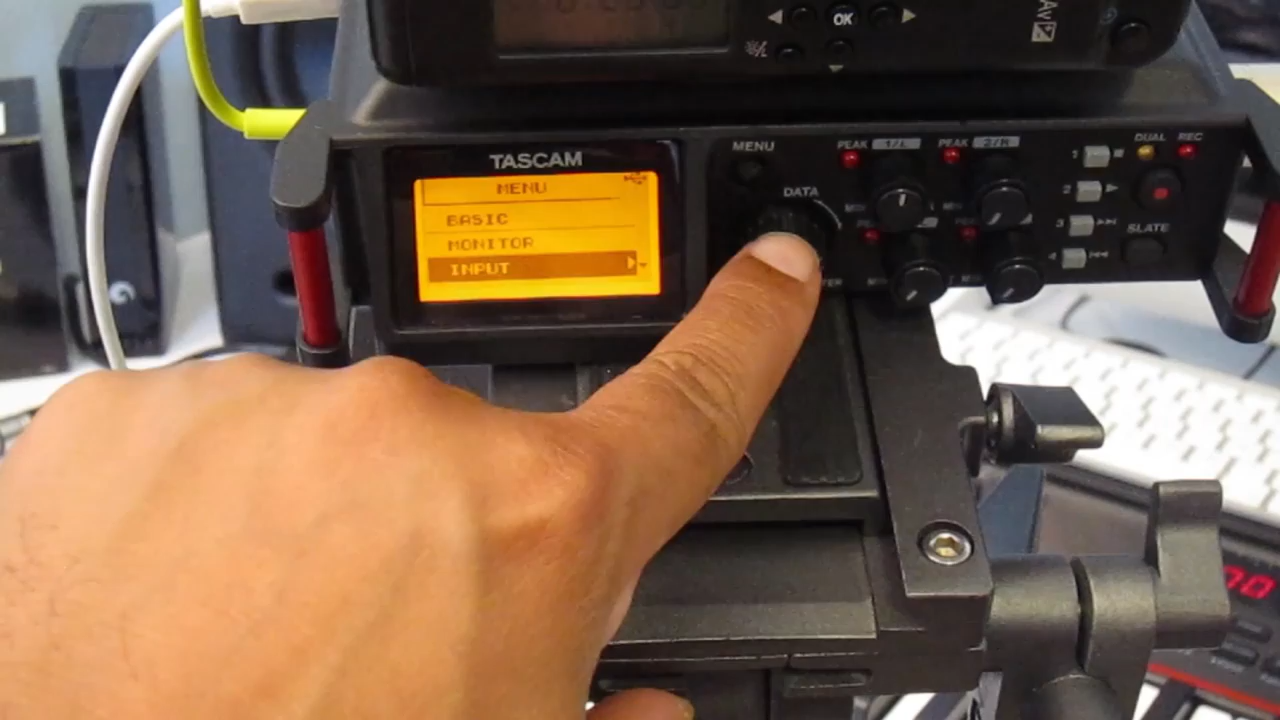 OK
Av
TASCAM
MENU
BASIC
MONITOR
INPUT
MENU
DATA
PEAK 1/L
PEAK 2/R
DUAL REC
1
2
3
4
SLATE